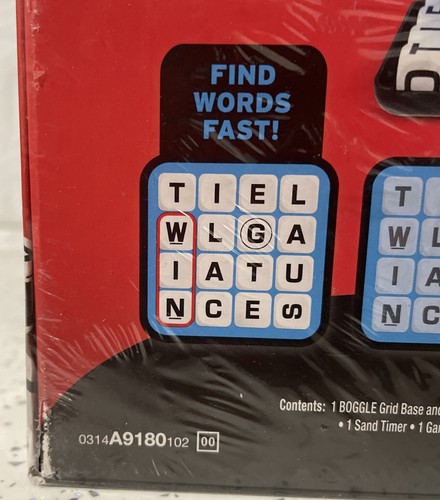 FIND
WORDS
FAST!
T I E L
W L G A
I A T U
N C E S
T
W L
I A
N C
Contents: 1 BOGGLE Grid Base and
• 1 Sand Timer • 1 Ga
0314A9180102 00